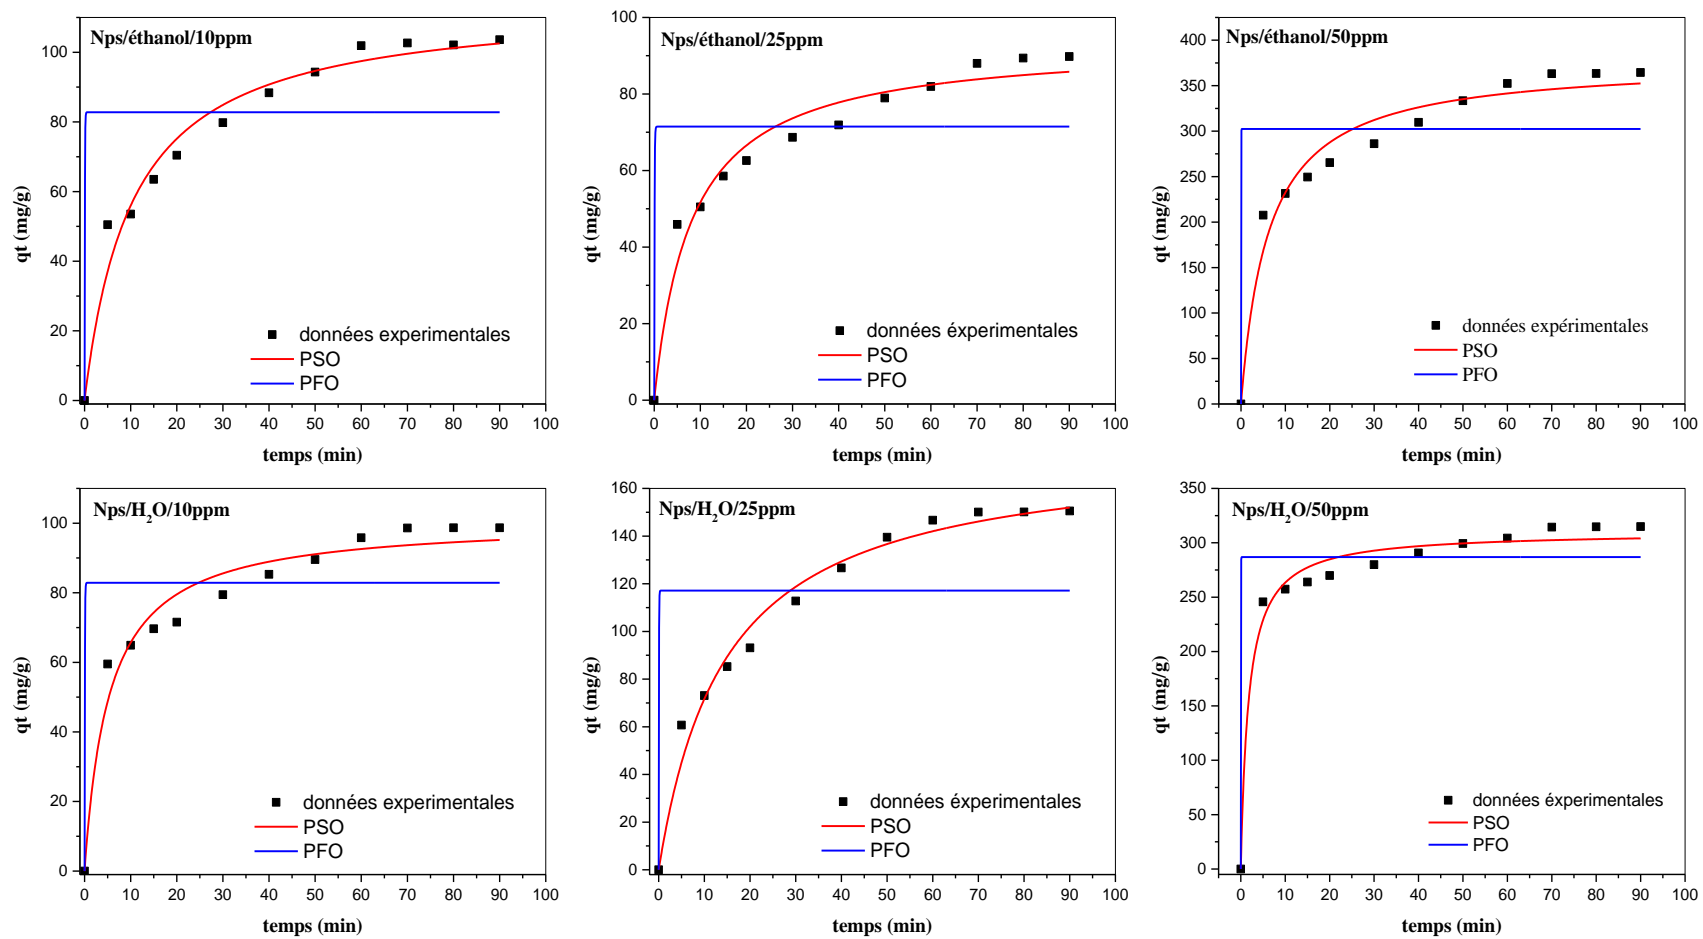 Nps/éthanol/10ppm
100
80
60
40
20
0
qt (mg/g)
données experimentales
PSO
PFO
0 10 20 30 40 50 60 70 80 90 100
temps (min)
Nps/éthanol/25ppm
100
80
60
40
20
0
qt (mg/g)
données éxperimentales
PSO
PFO
0 10 20 30 40 50 60 70 80 90 100
temps (min)
Nps/éthanol/50ppm
400
350
300
250
200
150
100
50
0
qt (mg/g)
données expérimentales
PSO
PFO
0 10 20 30 40 50 60 70 80 90 100
temps (min)
Nps/H₂O/10ppm
100
80
60
40
20
0
qt (mg/g)
données éxperimentales
PSO
PFO
0 10 20 30 40 50 60 70 80 90 100
temps (min)
Nps/H₂O/25ppm
160
140
120
100
80
60
40
20
0
qt (mg/g)
données éxperimentales
PSO
PFO
0 10 20 30 40 50 60 70 80 90 100
temps (min)
Nps/H₂O/50ppm
350
300
250
200
150
100
50
0
qt (mg/g)
données éxperimentales
PSO
PFO
0 10 20 30 40 50 60 70 80 90 100
temps (min)